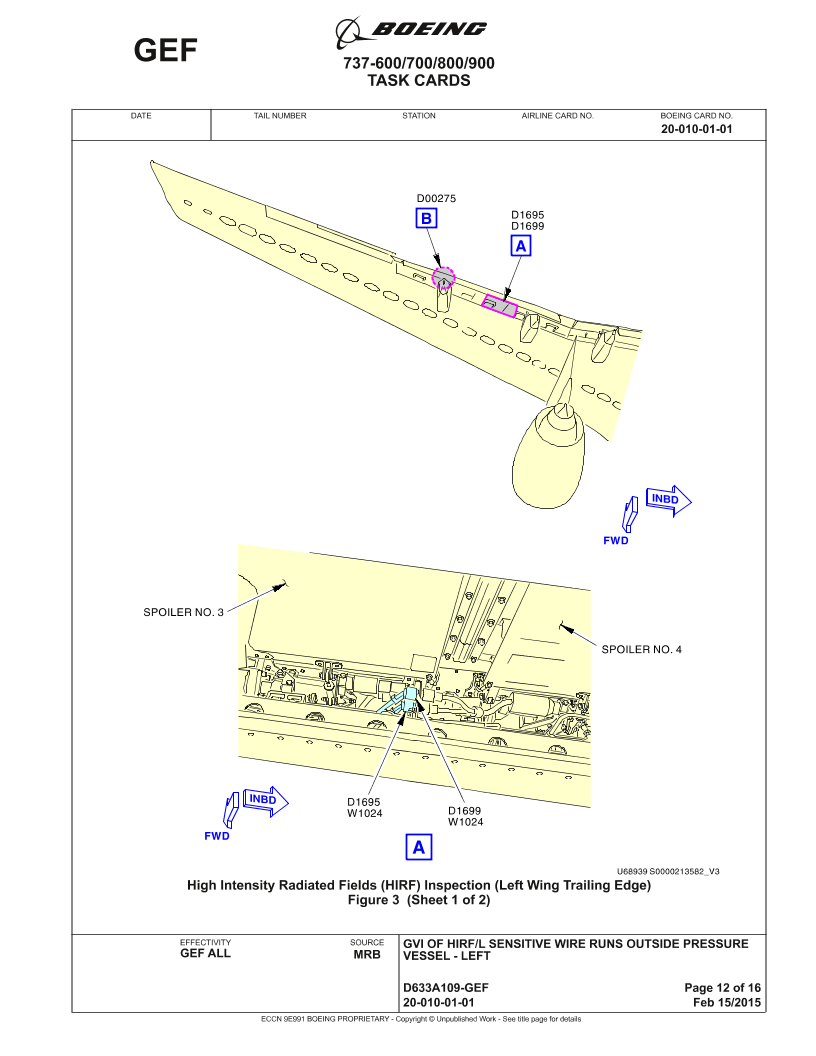 GEF
BOEING
737-600/700/800/900
TASK CARDS
DATE
TAIL NUMBER
STATION
AIRLINE CARD NO.
BOEING CARD NO.
20-010-01-01
D00275
B
D1695
D1699
A
INBD
FWD
SPOILER NO. 3
SPOILER NO. 4
D1695
W1024
D1699
W1024
INBD
FWD
A
U68939 S0000213582_V3
High Intensity Radiated Fields (HIRF) Inspection (Left Wing Trailing Edge)
Figure 3 (Sheet 1 of 2)
EFFECTIVITY
GEF ALL
SOURCE
MRB
GVI OF HIRF/L SENSITIVE WIRE RUNS OUTSIDE PRESSURE
VESSEL - LEFT
D633A109-GEF
20-010-01-01
Page 12 of 16
Feb 15/2015
ECCN 9E991 BOEING PROPRIETARY - Copyright © Unpublished Work - See title page for details